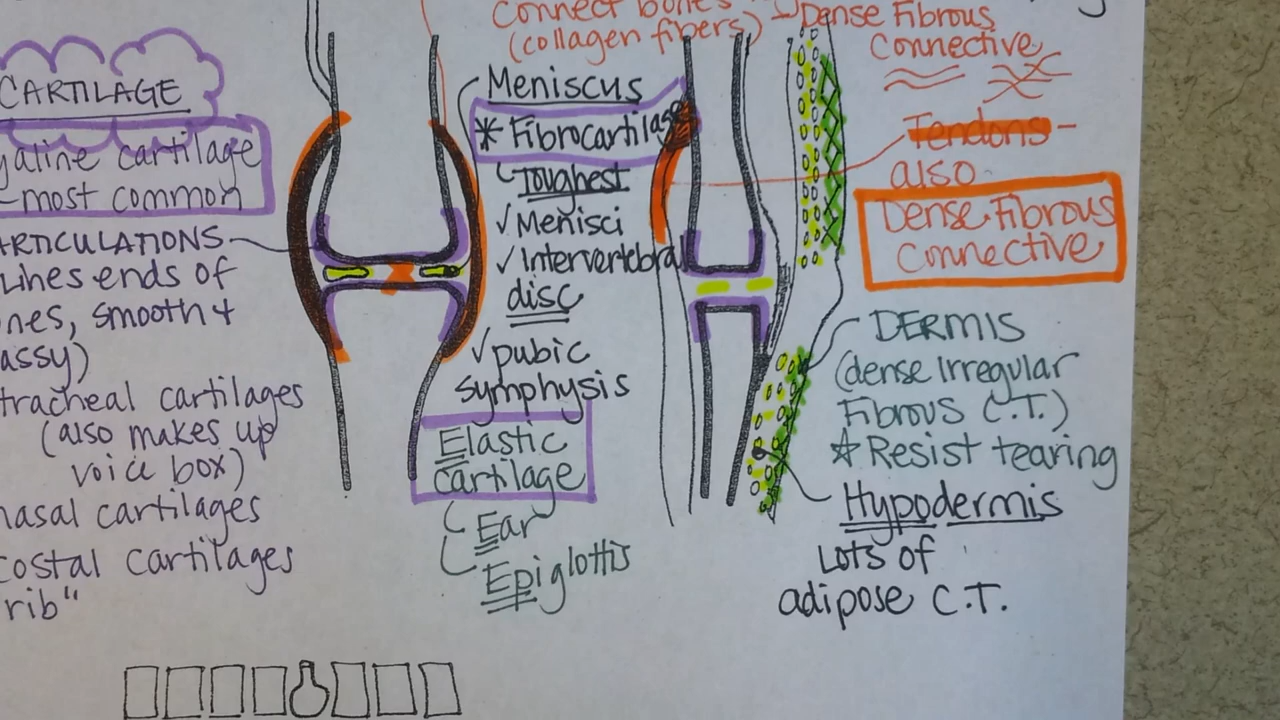 Connect bones
(collagen fibers)
Dense Fibrous
Connective
CARTILAGE
yaline cartilage
-most common
ARTICULATIONS
Lines ends of
ones, smooth +
assy)
tracheal cartilages
(also makes up
voice box)
nasal cartilages
costal cartilages
rib"
Meniscus
* Fibrocartilage
Toughest
✓ Menisci
✓ Intervertebral
disc
✓ pubic
symphysis
Elastic
cartilage
Ear
Epiglottis
Tendons -
also
Dense Fibrous
Connective
DERMIS
(dense Irregular
Fibrous C.T.)
☆ Resist tearing
Hypodermis
Lots of
adipose C.T.